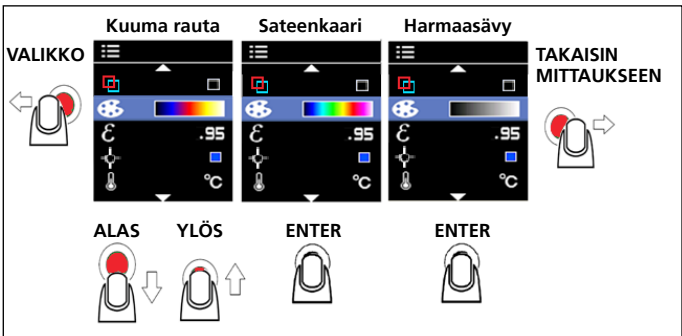 Kuuma rauta Sateenkaari Harmaasävy
VALIKKO
TAKAISIN
MITTAUKSEEN
ε .95 ε .95 ε .95
°C °C °C
ALAS YLÖS ENTER ENTER